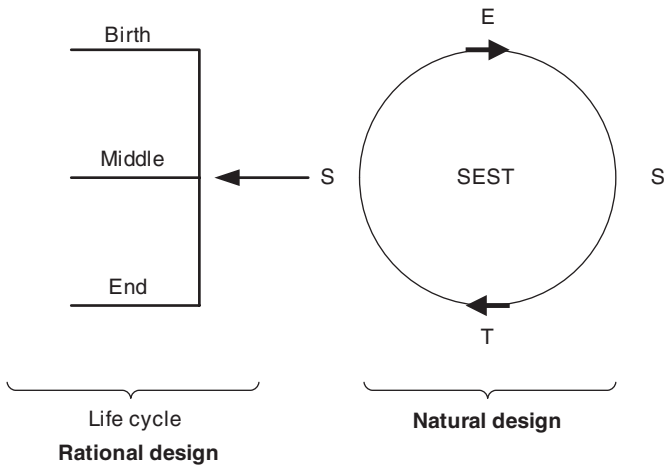 E
Birth
Middle
S
SEST
S
End
T
Life cycle
Rational design
Natural design